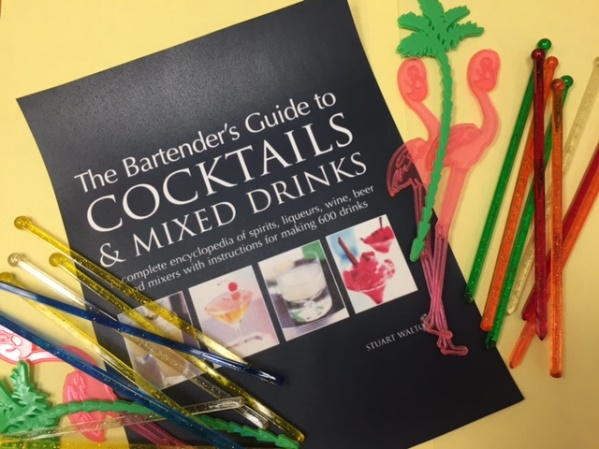 The Bartender's Guide to
COCKTAILS
& MIXED DRINKS
complete encyclopedia of spirits, liqueurs, wine, beer
and mixers with instructions for making 600 drinks
STUART